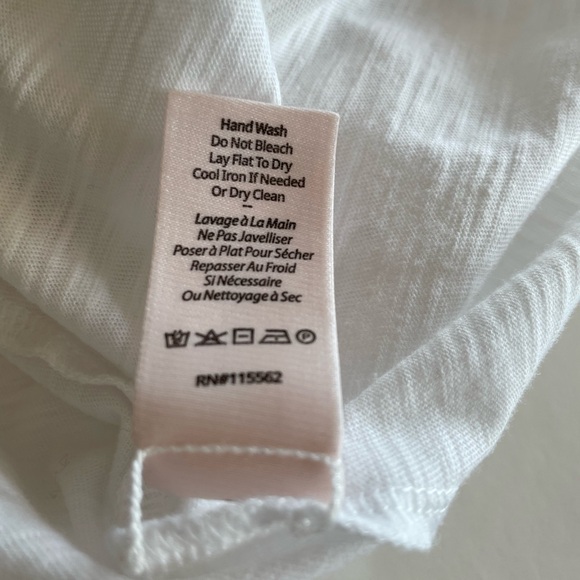 Hand Wash
Do Not Bleach
Lay Flat To Dry
Cool Iron If Needed
Or Dry Clean
--
Lavage à La Main
Ne Pas Javelliser
Poser à Plat Pour Sécher
Repasser Au Froid
Si Nécessaire
Ou Nettoyage à Sec
P
RN#115562